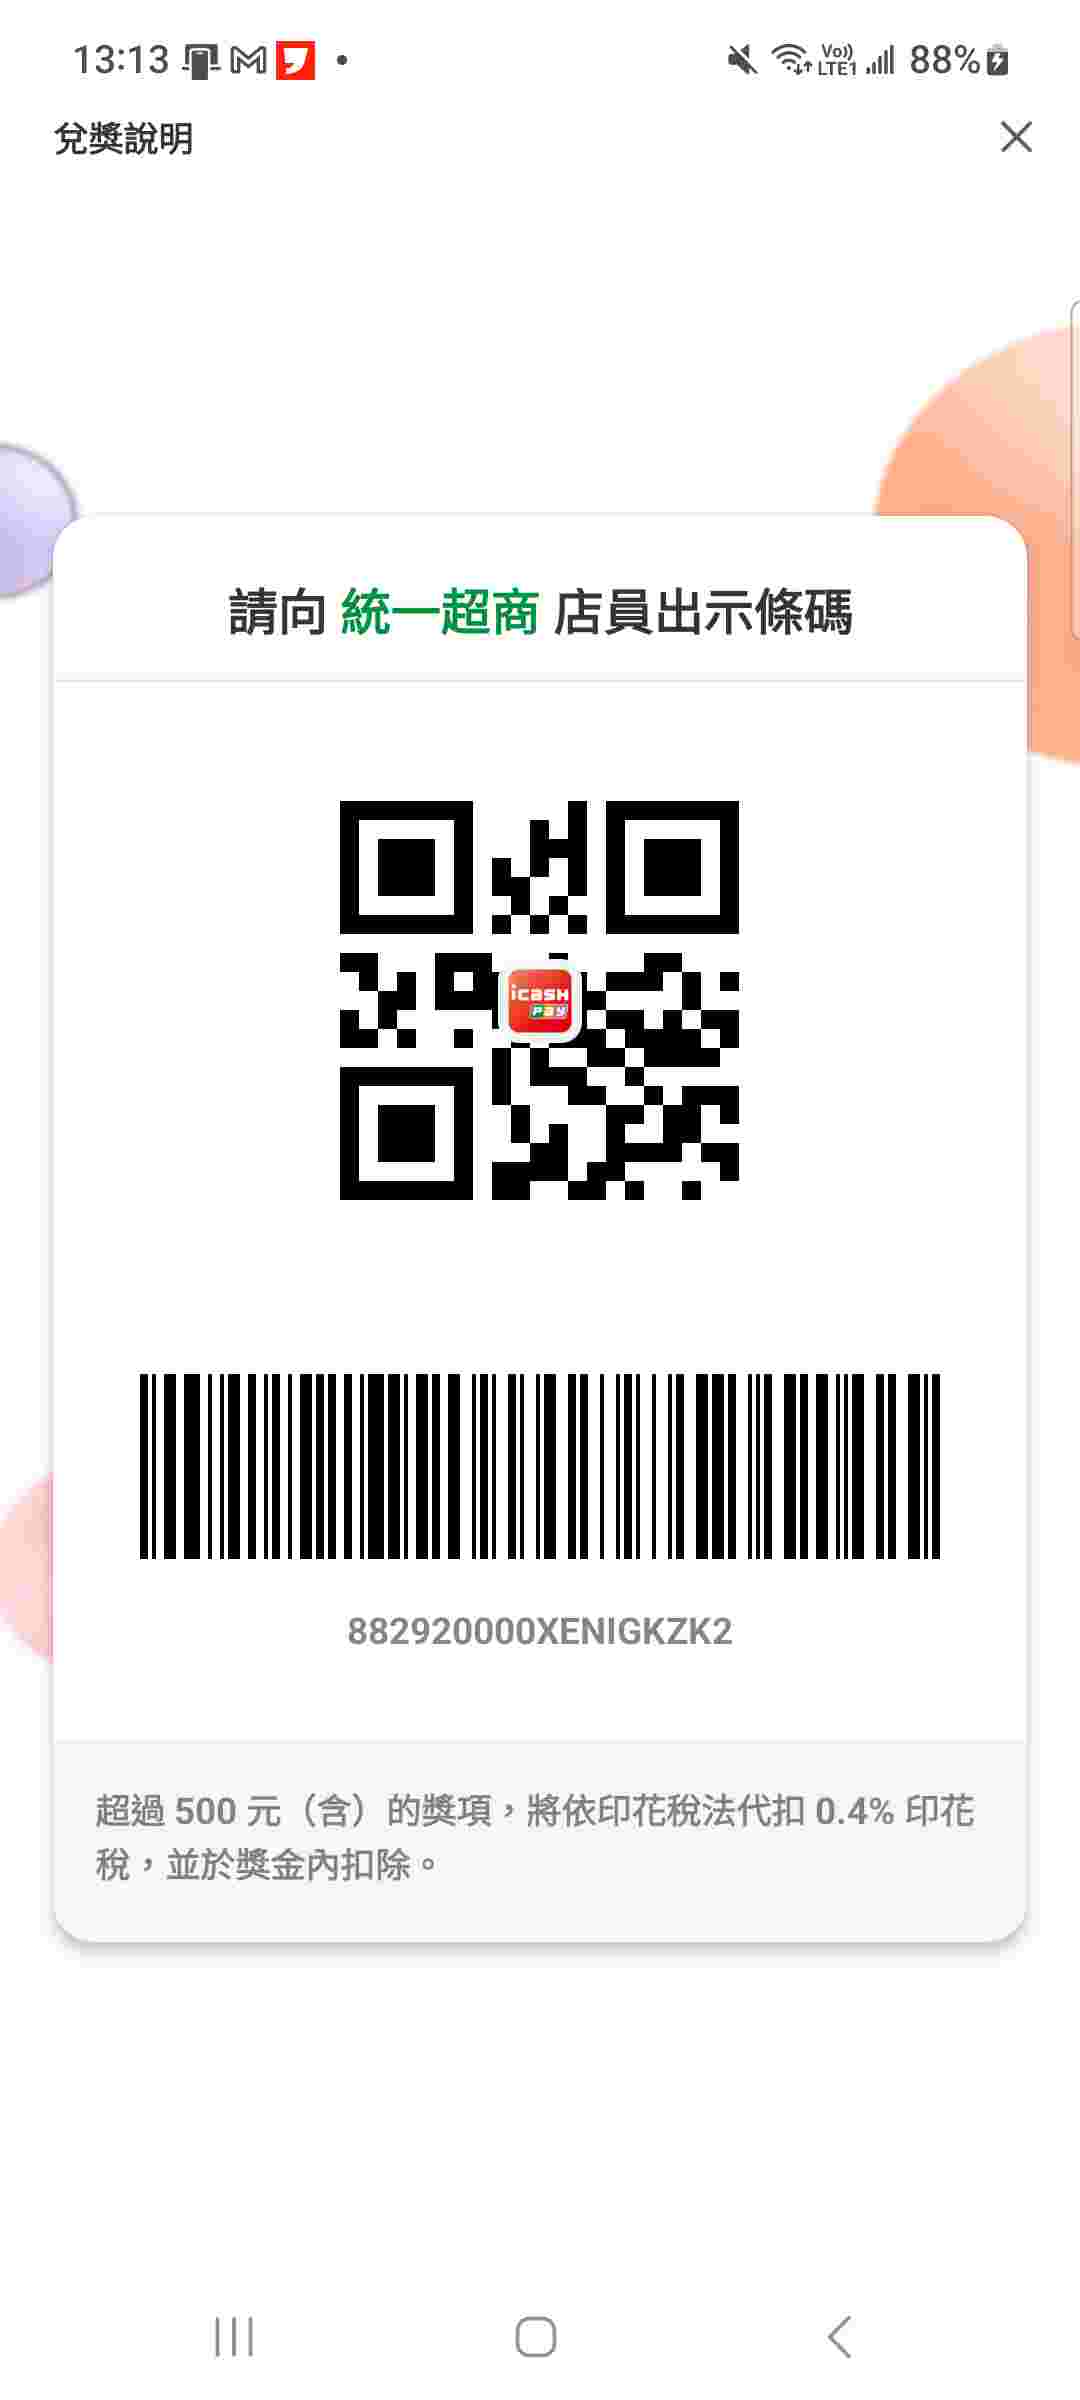 13:13 Vo)) LTE1 88%
兌獎說明
請向 統一超商 店員出示條碼
icash Pay
882920000XENIGKZK2
超過 500 元（含）的獎項，將依印花稅法代扣 0.4% 印花
稅，並於獎金內扣除。